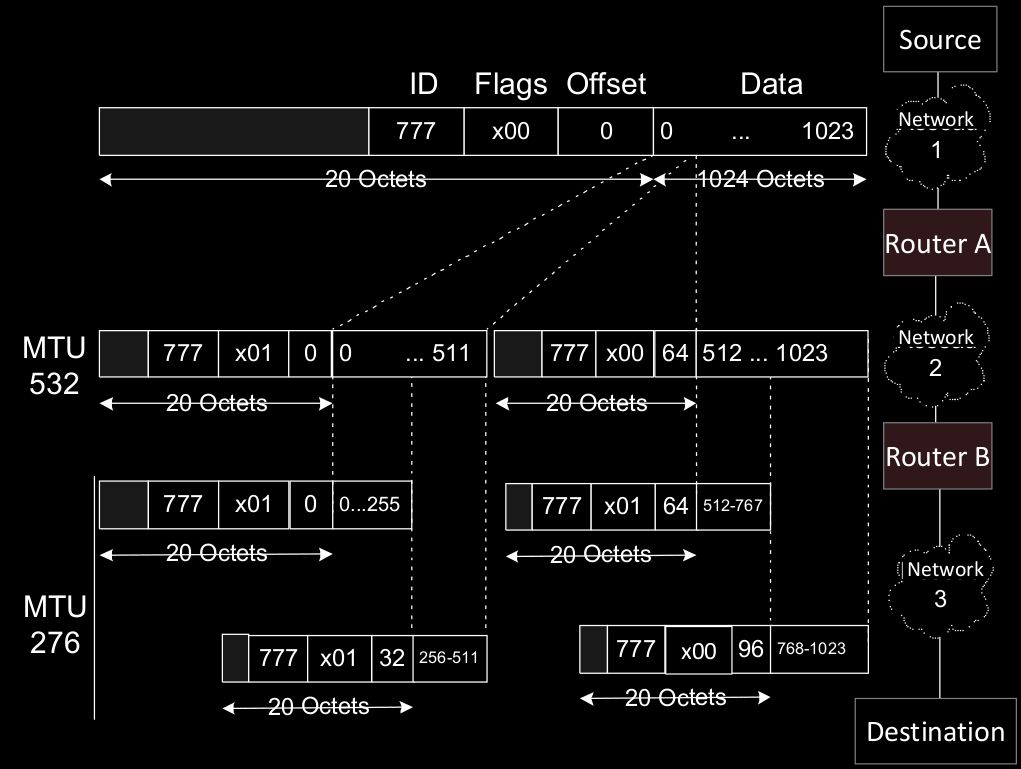 Source
ID Flags Offset Data
777 x00 0 0 ... 1023
20 Octets 1024 Octets
Network
1
Router A
MTU
532
777 x01 0 0 ... 511
777 x00 64 512 ... 1023
20 Octets 20 Octets
Network
2
Router B
777 x01 0 0...255
777 x01 64 512-767
20 Octets 20 Octets
MTU
276
Network
3
777 x01 32 256-511
777 x00 96 768-1023
20 Octets 20 Octets
Destination